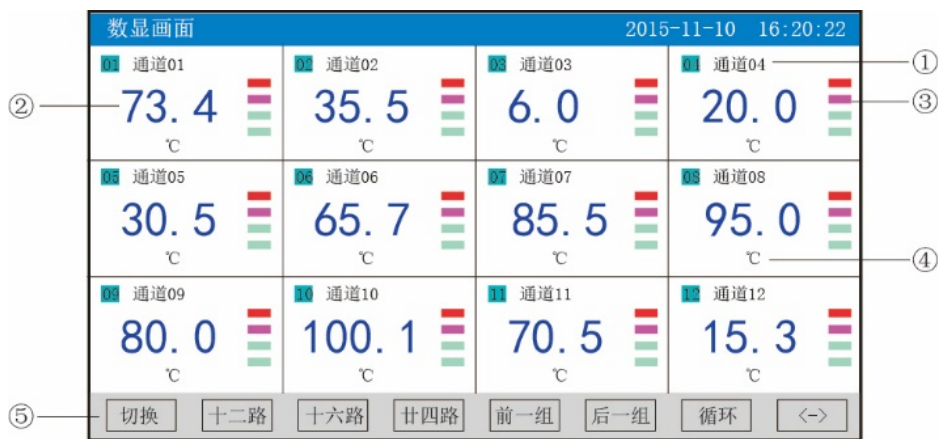 数显画面 2015-11-10 16:20:22
01 通道01 02 通道02 03 通道03 04 通道04 ①
② 73.4 35.5 6.0 20.0 ③
℃ ℃ ℃ ℃
05 通道05 06 通道06 07 通道07 08 通道08
30.5 65.7 85.5 95.0
℃ ℃ ℃ ℃ ④
09 通道09 10 通道10 11 通道11 12 通道12
80.0 100.1 70.5 15.3
℃ ℃ ℃ ℃
⑤ 切换 十二路 十六路 廿四路 前一组 后一组 循环 <->